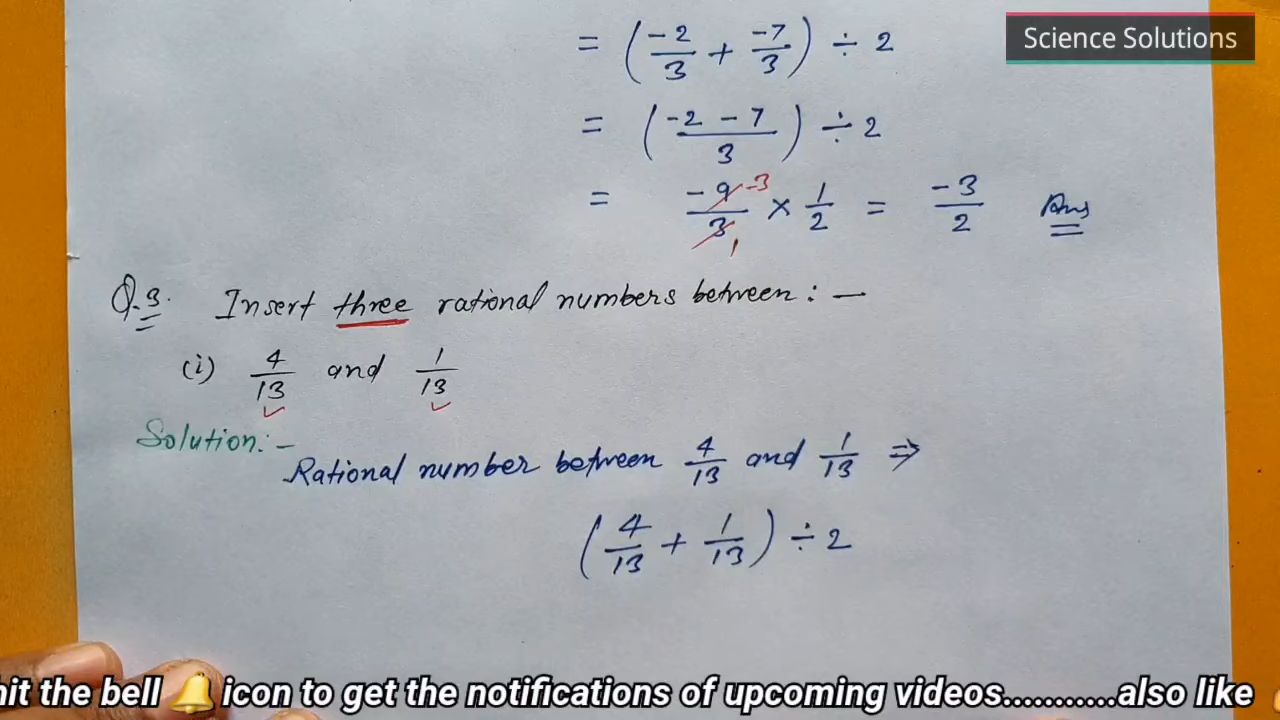 Science Solutions
= (-2/3 + -7/3) ÷ 2
= (-2 - 7/3) ÷ 2
= -9/3 -3 1 × 1/2 = -3/2 Ans
Q.3. Insert three rational numbers between : —
(i) 4/13 and 1/13
Solution:-
Rational number between 4/13 and 1/13 ⇒
(4/13 + 1/13) ÷ 2
hit the bell 🔔 icon to get the notifications of upcoming videos...........also like